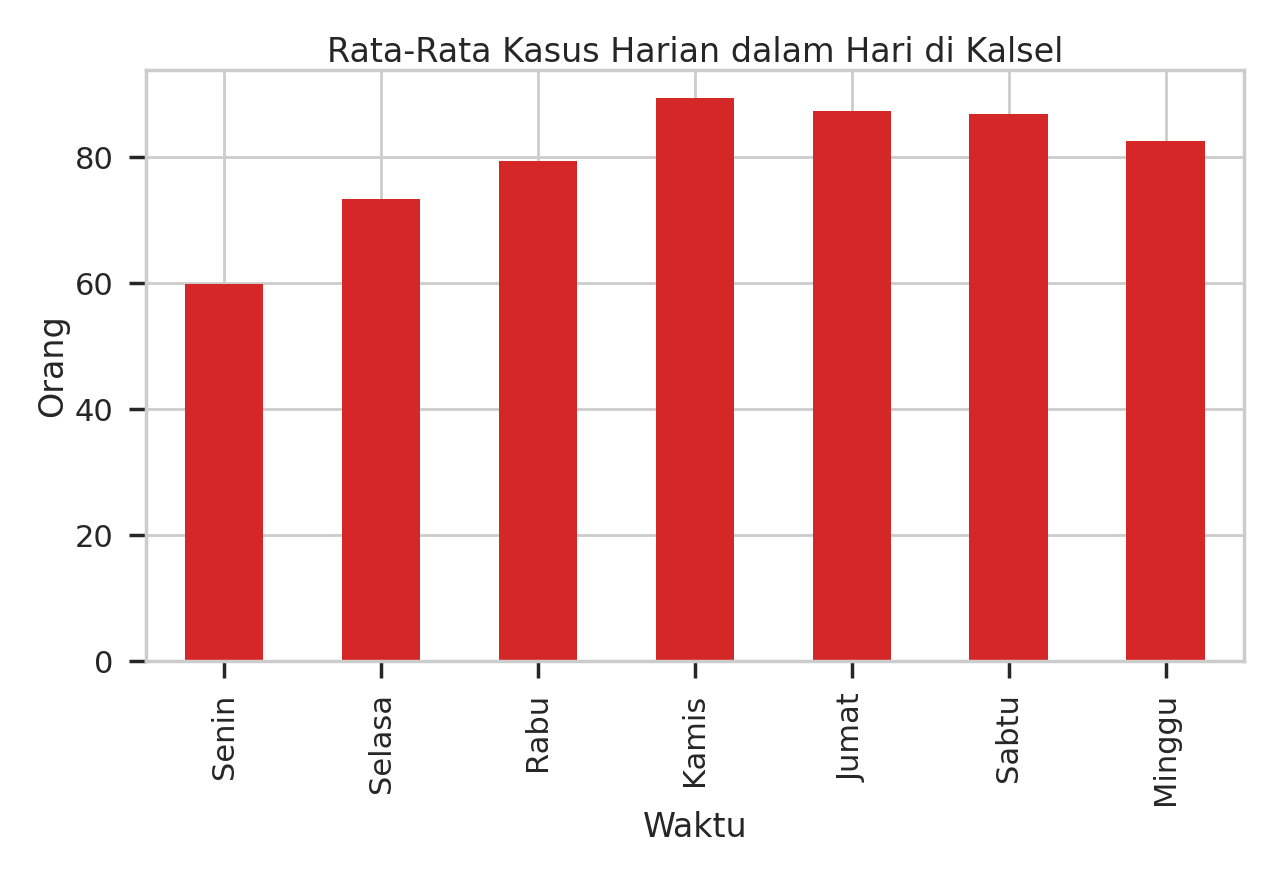 Rata-Rata Kasus Harian dalam Hari di Kalsel
Orang
80
60
40
20
0
Senin
Selasa
Rabu
Kamis
Jumat
Sabtu
Minggu
Waktu